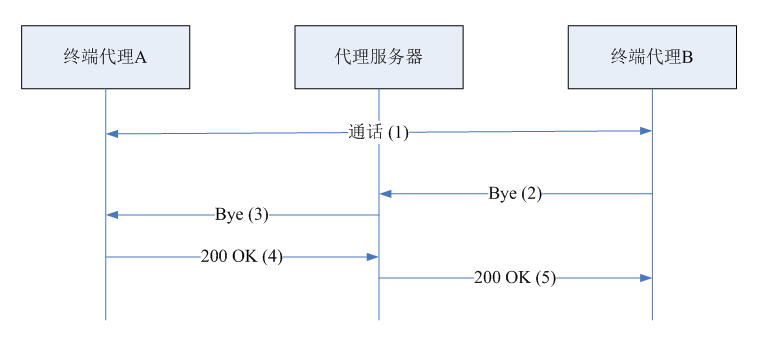 终端代理A
代理服务器
终端代理B
通话 (1)
Bye (2)
Bye (3)
200 OK (4)
200 OK (5)